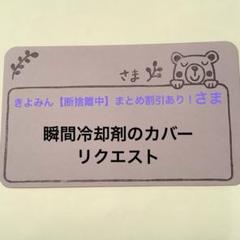 さま
きよみん【断捨離中】まとめ割引あり！さま
瞬間冷却剤のカバー
リクエスト